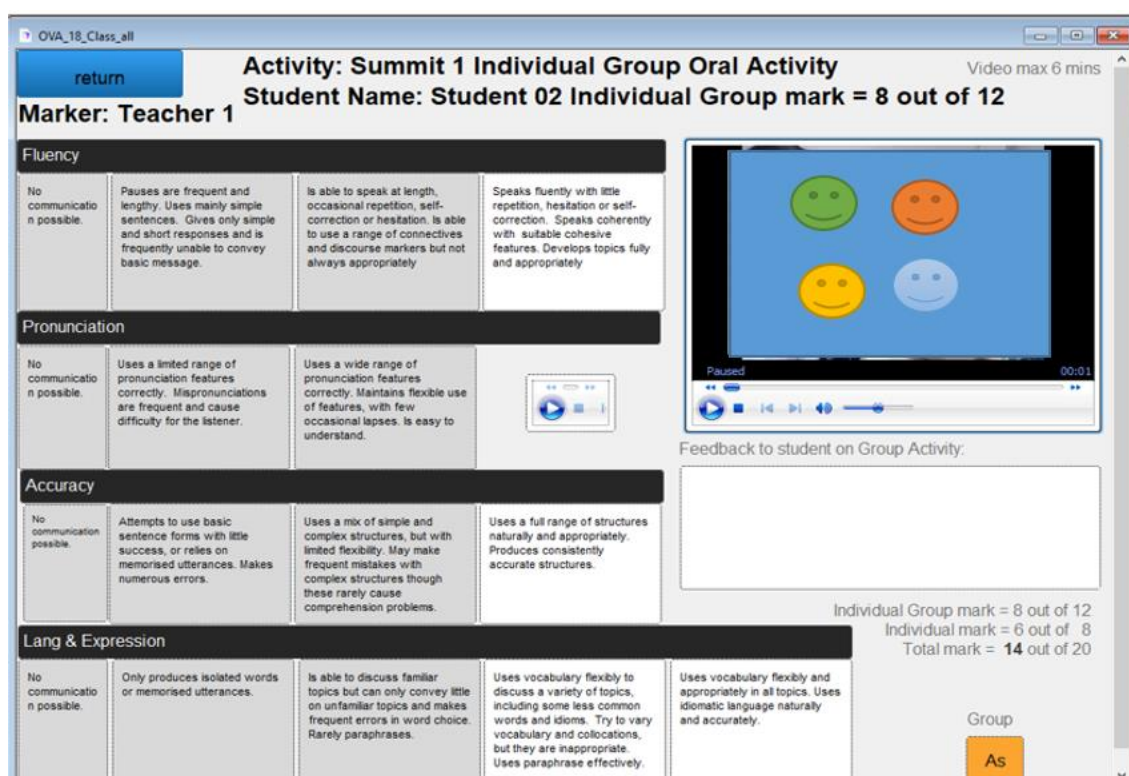 OVA_18_Class_all
return
Activity: Summit 1 Individual Group Oral Activity
Video max 6 mins
Marker: Teacher 1
Student Name: Student 02 Individual Group mark = 8 out of 12
Fluency
No
communicatio
n possible.
Pauses are frequent and
lengthy. Uses mainly simple
sentences. Gives only simple
and short responses and is
frequently unable to convey
basic message.
Is able to speak at length,
occasional repetition, self-
correction or hesitation. Is able
to use a range of connectives
and discourse markers but not
always appropriately
Speaks fluently with little
repetition, hesitation or self-
correction. Speaks coherently
with suitable cohesive
features. Develops topics fully
and appropriately
Pronunciation
No
communicatio
n possible.
Uses a limited range of
pronunciation features
correctly. Mispronunciations
are frequent and cause
difficulty for the listener.
Uses a wide range of
pronunciation features
correctly. Maintains flexible use
of features, with few
occasional lapses. Is easy to
understand.
Paused
00:01
Feedback to student on Group Activity:
Accuracy
No
communication
possible.
Attempts to use basic
sentence forms with little
success, or relies on
memorised utterances. Makes
numerous errors.
Uses a mix of simple and
complex structures, but with
limited flexibility. May make
frequent mistakes with
complex structures though
these rarely cause
comprehension problems.
Uses a full range of structures
naturally and appropriately.
Produces consistently
accurate structures.
Individual Group mark = 8 out of 12
Individual mark = 6 out of 8
Total mark = 14 out of 20
Lang & Expression
No
communicatio
n possible.
Only produces isolated words
or memorised utterances.
Is able to discuss familiar
topics but can only convey little
on unfamiliar topics and makes
frequent errors in word choice.
Rarely paraphrases.
Uses vocabulary flexibly to
discuss a variety of topics,
including some less common
words and idioms. Try to vary
vocabulary and collocations,
but they are inappropriate.
Uses paraphrase effectively.
Uses vocabulary flexibly and
appropriately in all topics. Uses
idiomatic language naturally
and accurately.
Group
As